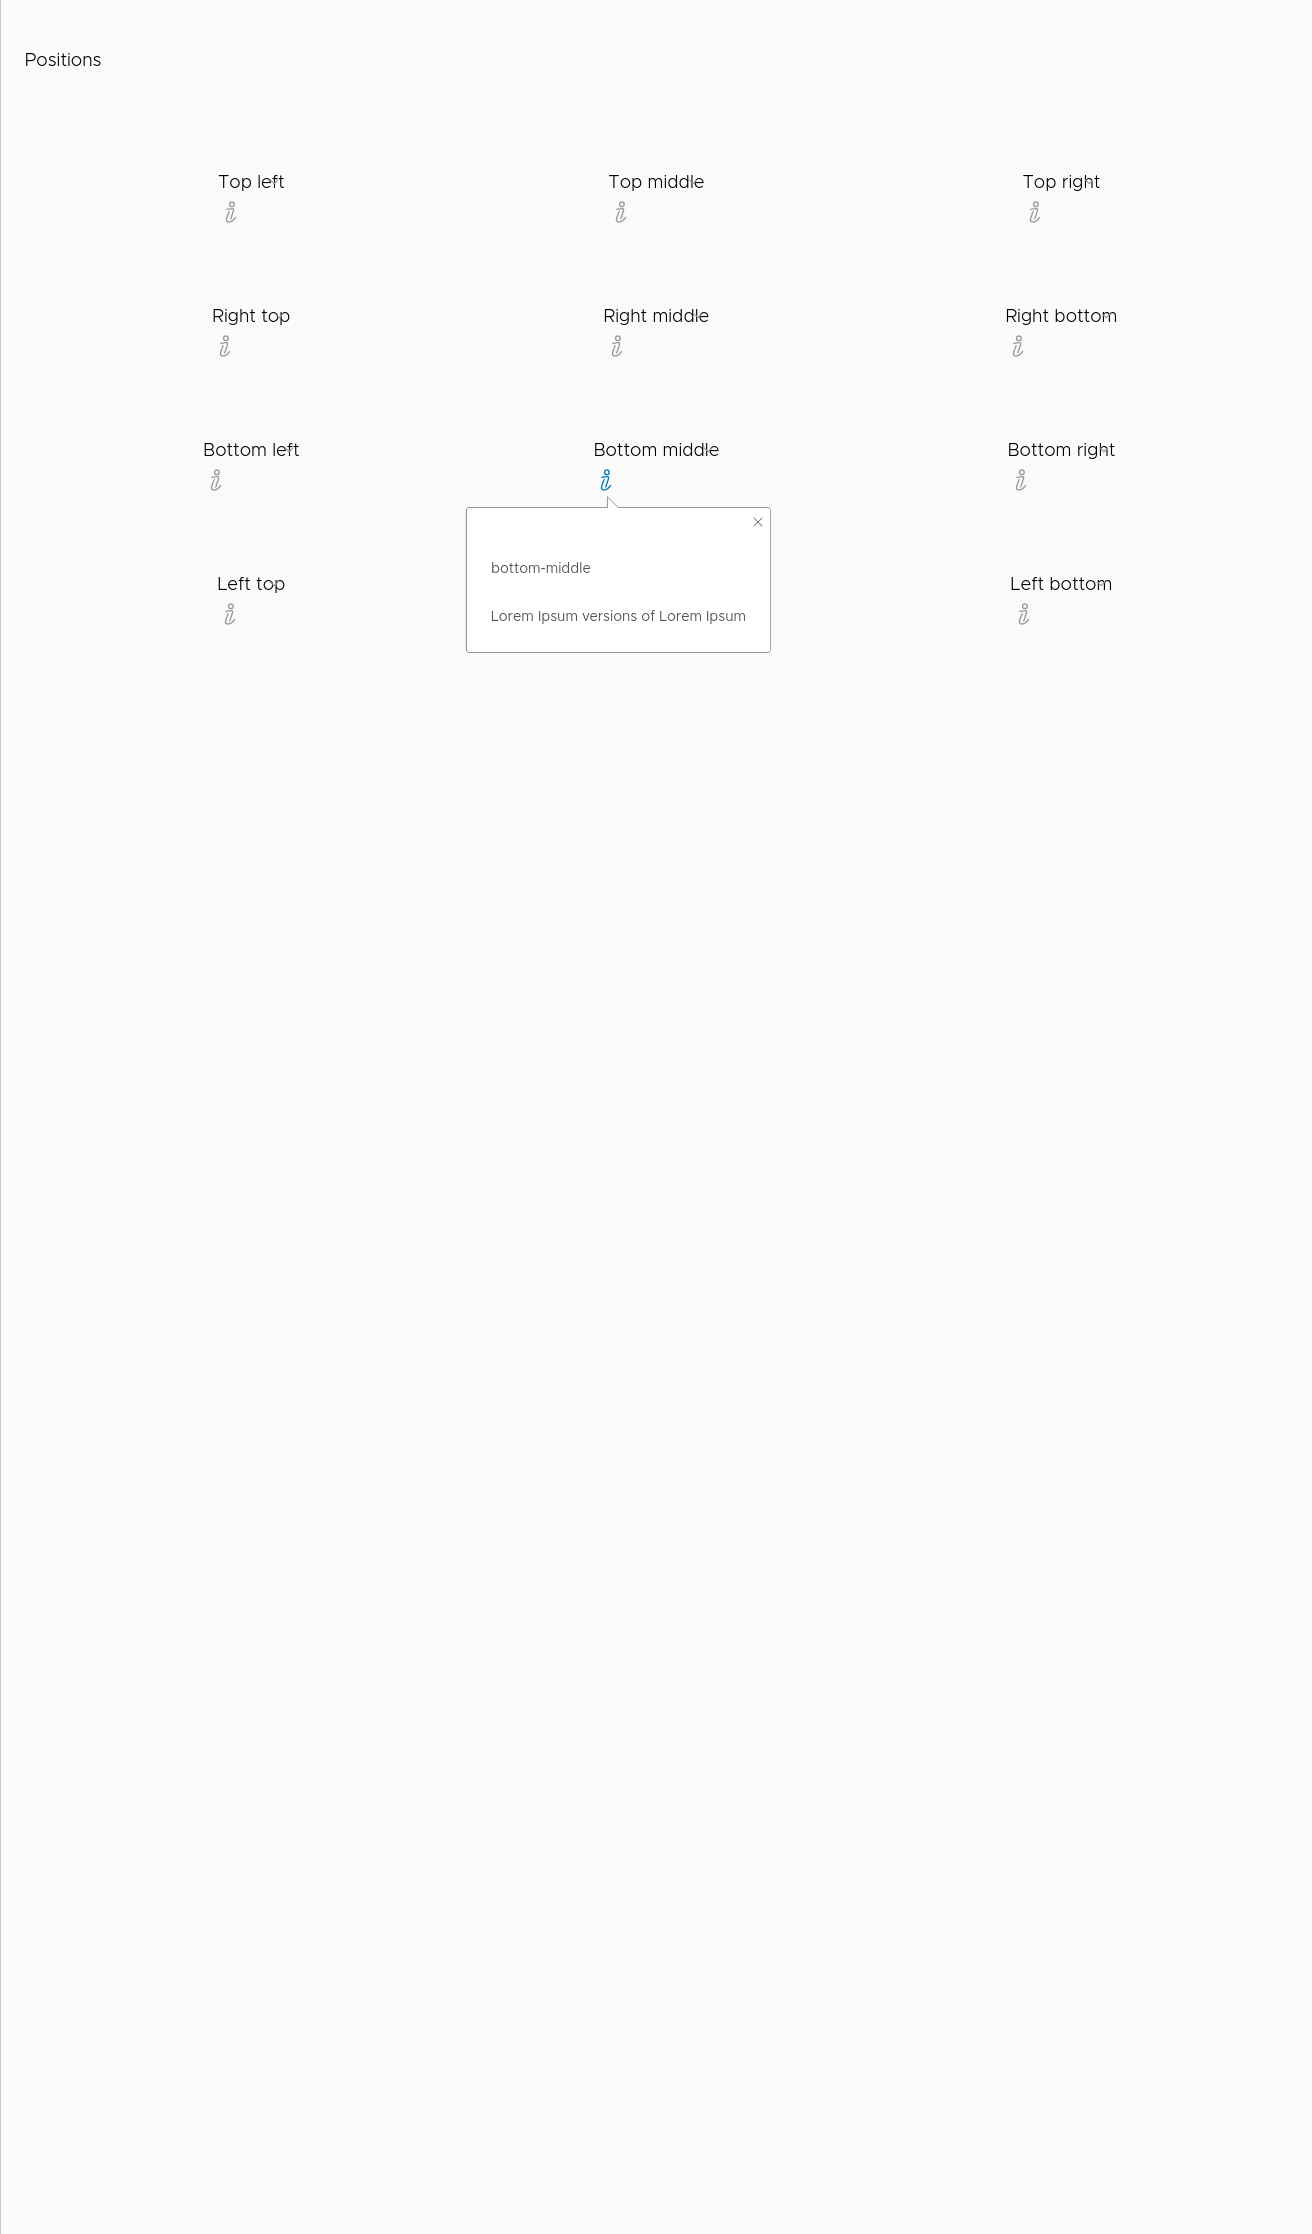 Positions
Top left
Top middle
Top right
Right top
Right middle
Right bottom
Bottom left
Bottom middle
Bottom right
Left top
bottom-middle
Lorem Ipsum versions of Lorem Ipsum
Left bottom